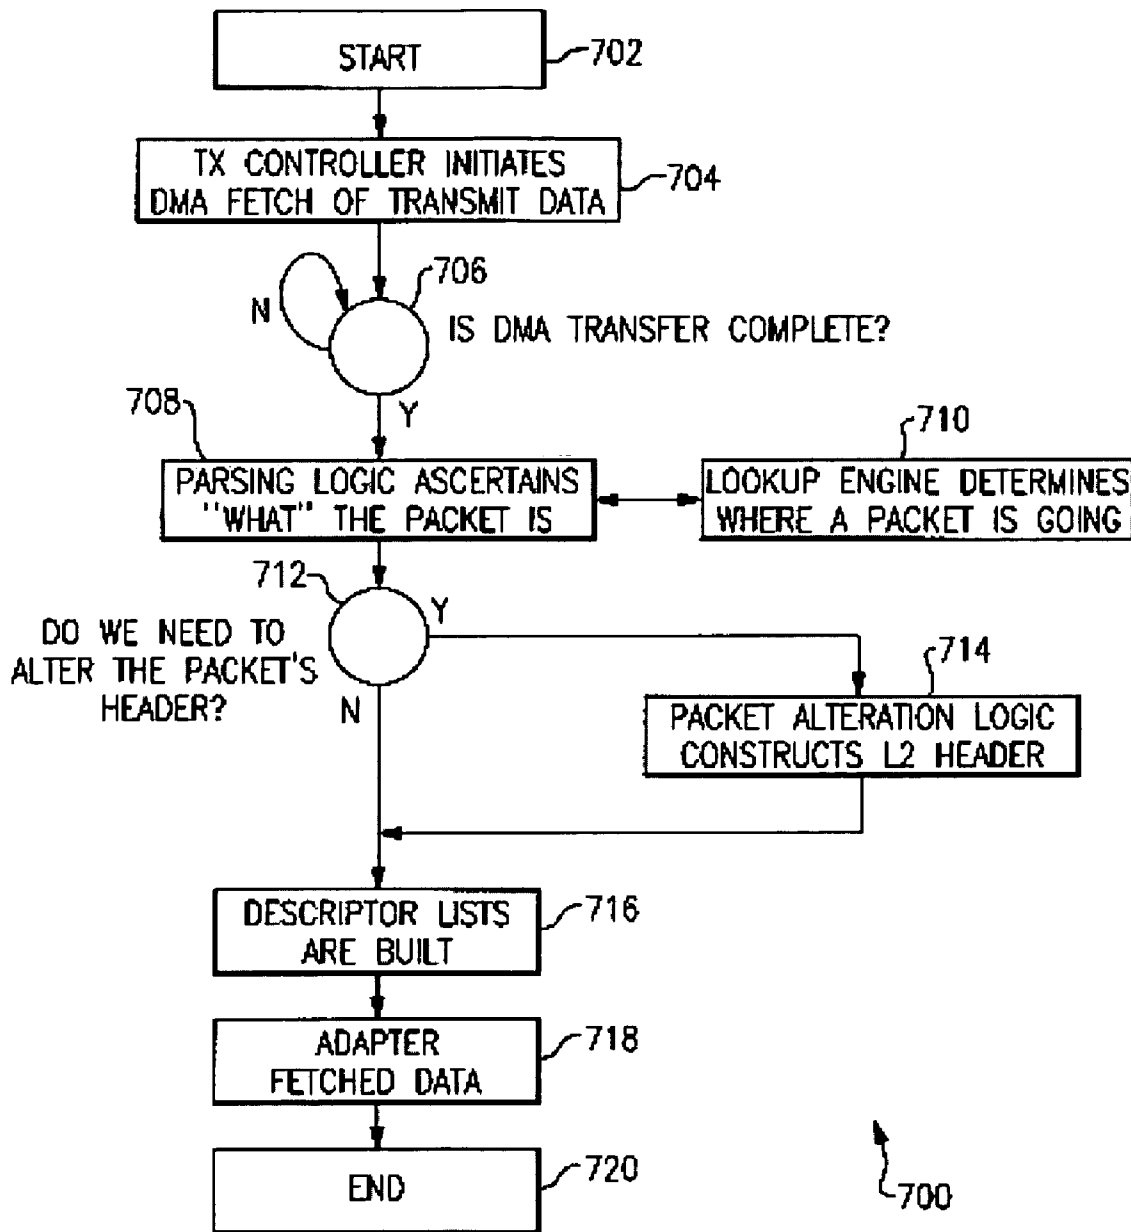 START
702
TX CONTROLLER INITIATES
DMA FETCH OF TRANSMIT DATA
704
706
N
IS DMA TRANSFER COMPLETE?
Y
708
PARSING LOGIC ASCERTAINS
"WHAT" THE PACKET IS
710
LOOKUP ENGINE DETERMINES
WHERE A PACKET IS GOING
712
Y
DO WE NEED TO
ALTER THE PACKET'S
HEADER?
N
714
PACKET ALTERATION LOGIC
CONSTRUCTS L2 HEADER
DESCRIPTOR LISTS
ARE BUILT
716
ADAPTER
FETCHED DATA
718
END
720
700